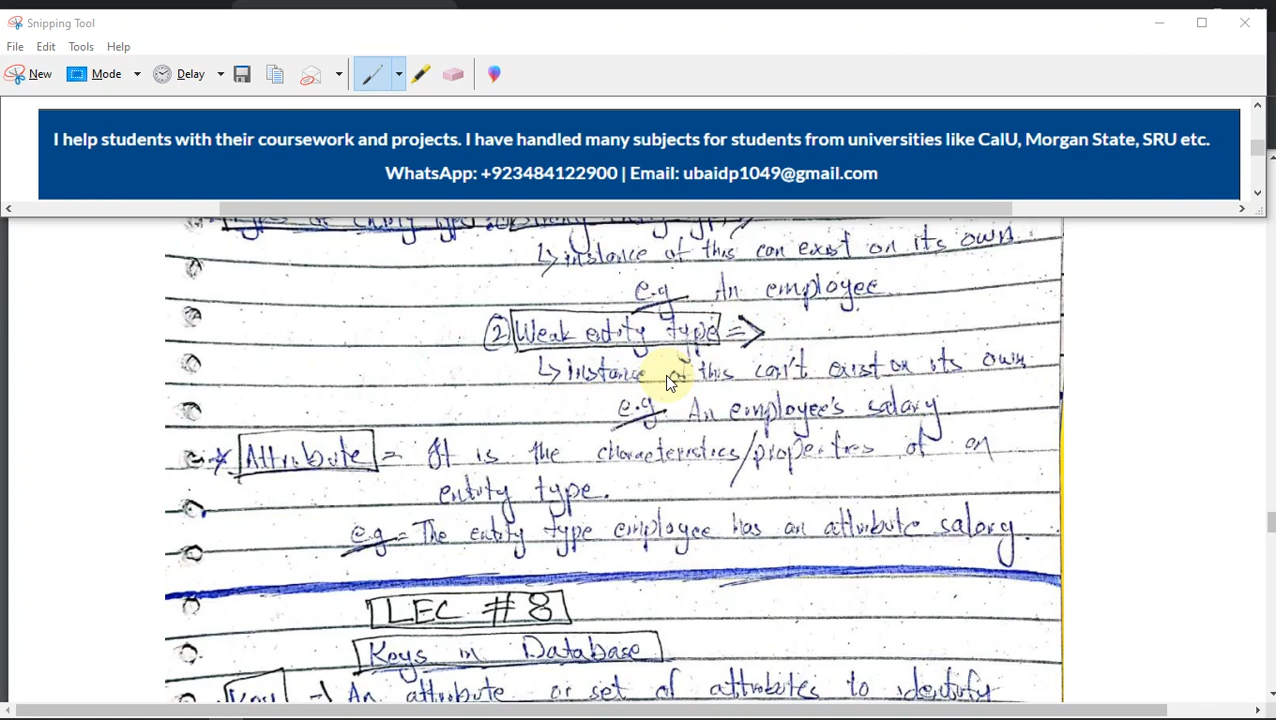 Snipping Tool
File Edit Tools Help
New Mode Delay
I help students with their coursework and projects. I have handled many subjects for students from universities like CalU, Morgan State, SRU etc.
WhatsApp: +923484122900 | Email: ubaidp1049@gmail.com
Types of entity type
↳ instance of this can exist on its own
e.g. An employee
② Weak entity type =>
↳ instance of this can't exist on its own
e.g. An employee's salary
* Attribute = It is the characteristics/properties of an
entity type.
e.g = The entity type employee has an attribute salary.
LEC # 8
Keys in Database
Key → An attribute or set of attributes to identify